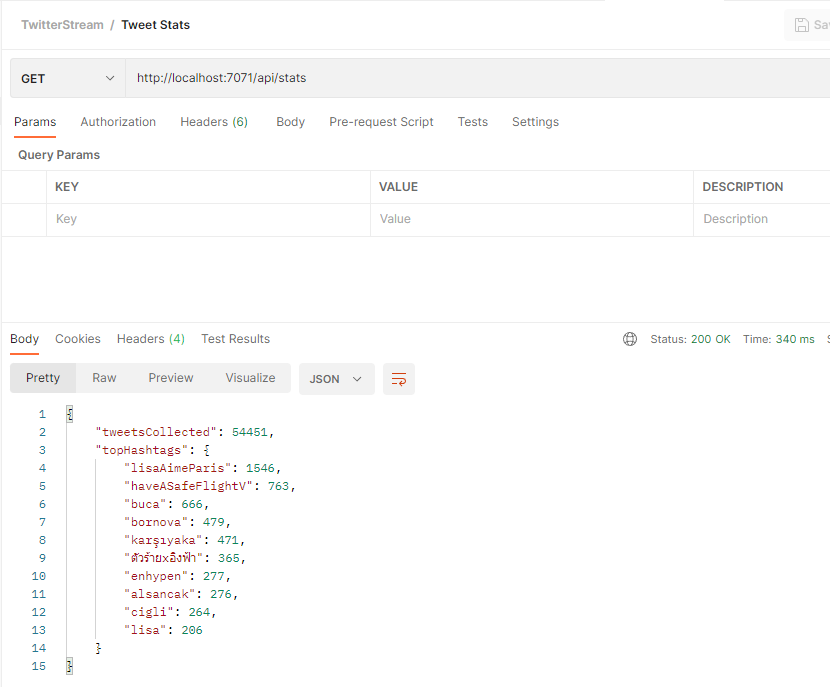 TwitterStream / Tweet Stats
GET http://localhost:7071/api/stats
Params Authorization Headers (6) Body Pre-request Script Tests Settings
Query Params
KEY VALUE DESCRIPTION
Key Value Description
Body Cookies Headers (4) Test Results Status: 200 OK Time: 340 ms
Pretty Raw Preview Visualize JSON
1 {
2 "tweetsCollected": 54451,
3 "topHashtags": {
4 "lisaAimeParis": 1546,
5 "haveASafeFlightV": 763,
6 "buca": 666,
7 "bornova": 479,
8 "karşıyaka": 471,
9 "ตัวร้ายxอิงฟ้า": 365,
10 "enhypen": 277,
11 "alsancak": 276,
12 "cigli": 264,
13 "lisa": 206
14 }
15 }